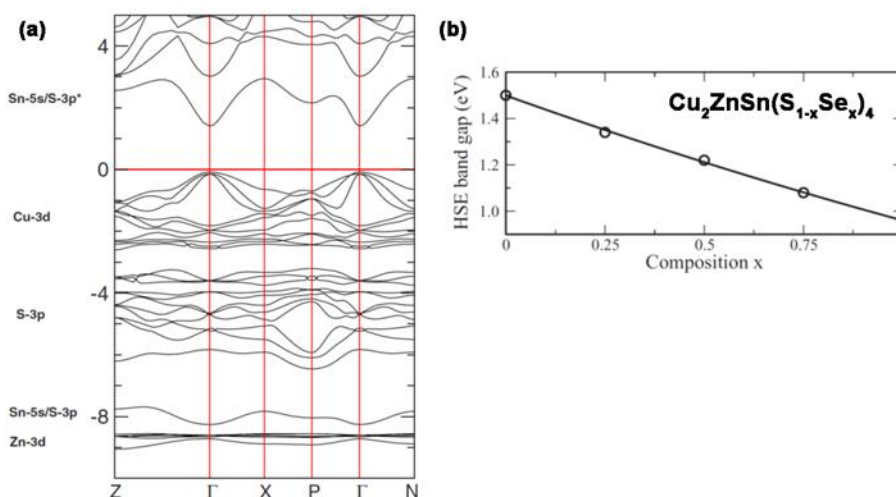 (a)
4
Sn-5s/S-3p*
0
Cu-3d
-4
S-3p
Sn-5s/S-3p
-8
Zn-3d
Z Γ X P Γ N
(b)
1.6
Cu₂ZnSn(S₁₋ₓSeₓ)₄
1.4
HSE band gap (eV)
1.2
1.0
0 0.25 0.5 0.75
Composition x